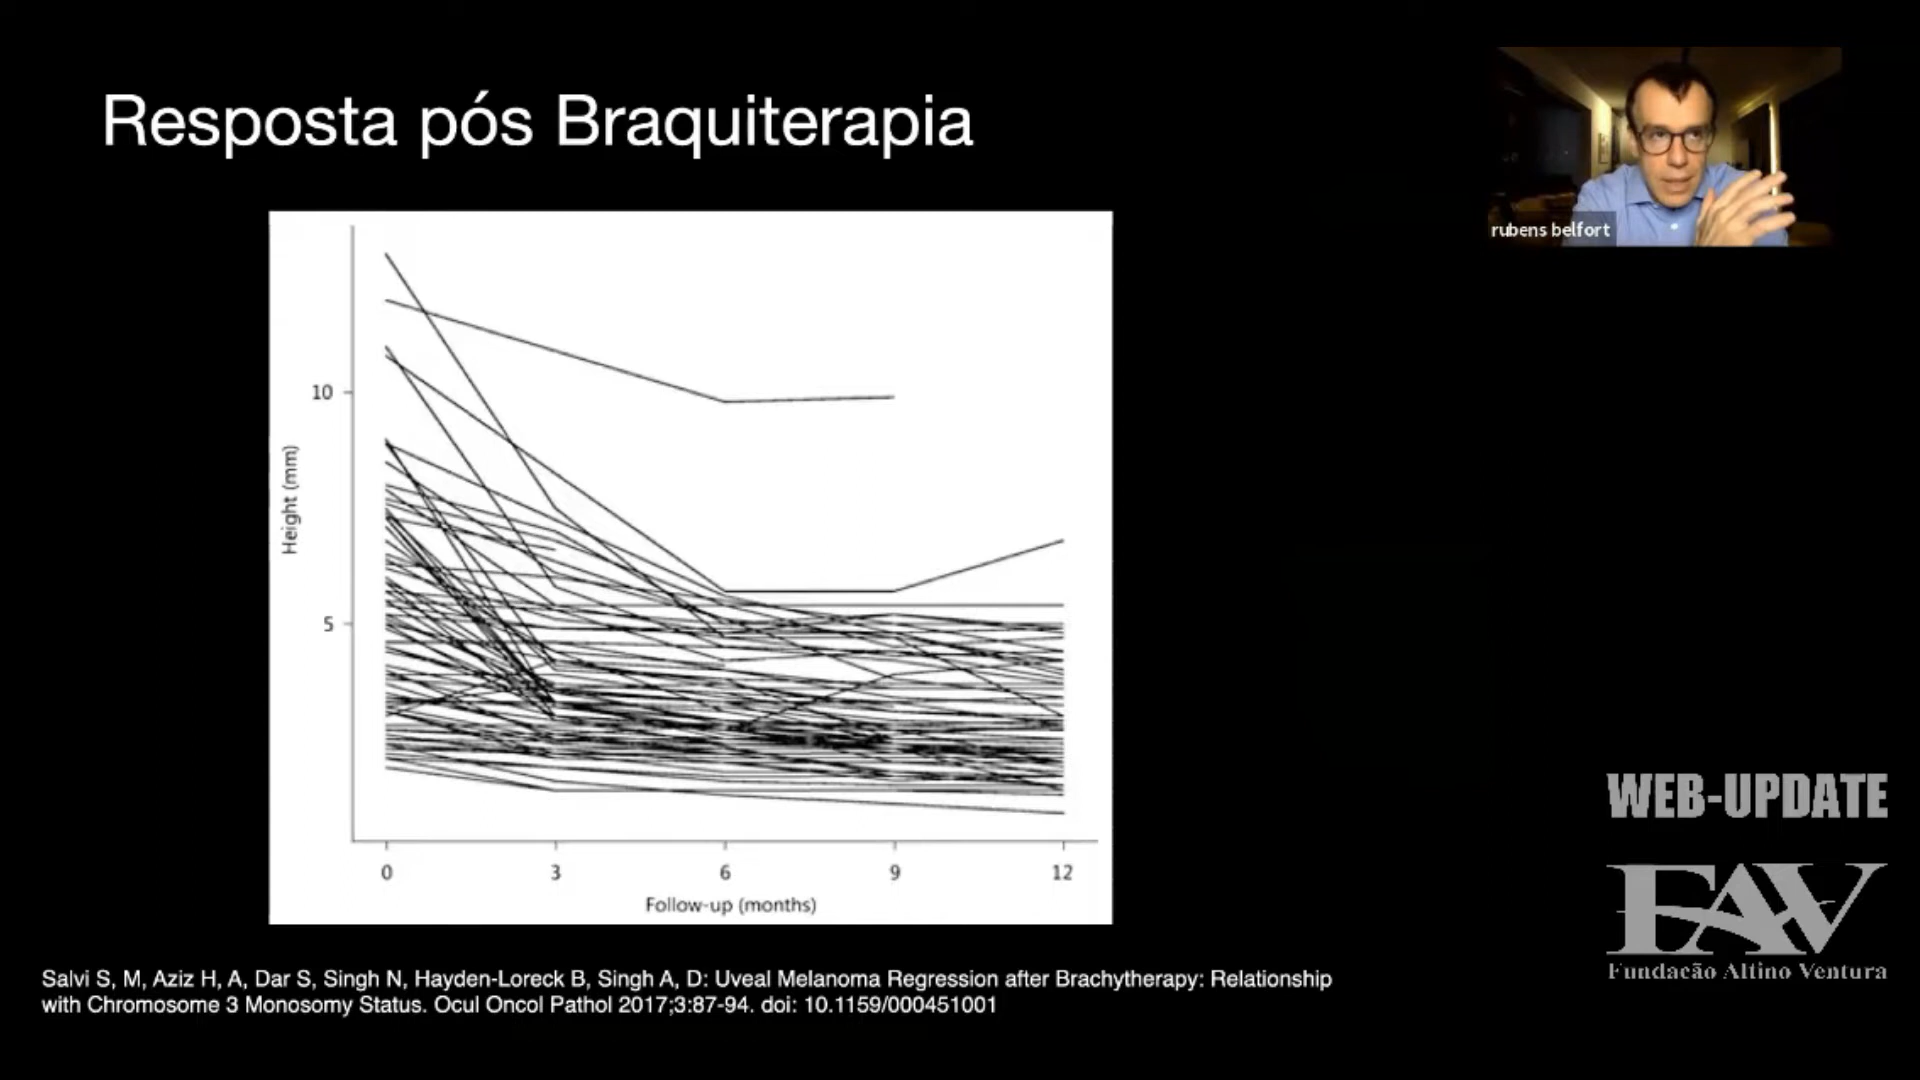 Resposta pós Braquiterapia
rubens belfort
10
5
Height (mm)
0 3 6 9 12
Follow-up (months)
WEB-UPDATE
FAV
Fundação Altino Ventura
Salvi S, M, Aziz H, A, Dar S, Singh N, Hayden-Loreck B, Singh A, D: Uveal Melanoma Regression after Brachytherapy: Relationship
with Chromosome 3 Monosomy Status. Ocul Oncol Pathol 2017;3:87-94. doi: 10.1159/000451001